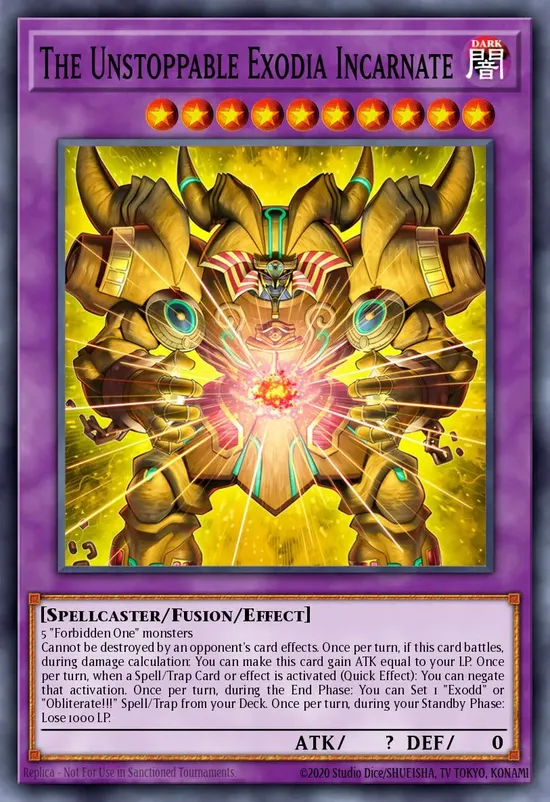 The Unstoppable Exodia Incarnate
DARK
闇
[Spellcaster/Fusion/Effect]
5 "Forbidden One" monsters
Cannot be destroyed by an opponent's card effects. Once per turn, if this card battles,
during damage calculation: You can make this card gain ATK equal to your LP. Once
per turn, when a Spell/Trap Card or effect is activated (Quick Effect): You can negate
that activation. Once per turn, during the End Phase: You can Set 1 "Exodd" or
"Obliterate!!!" Spell/Trap from your Deck. Once per turn, during your Standby Phase:
Lose 1000 LP.
ATK/ ? DEF/ 0
Replica - Not For Use in Sanctioned Tournaments
©2020 Studio Dice/SHUEISHA, TV TOKYO, KONAMI